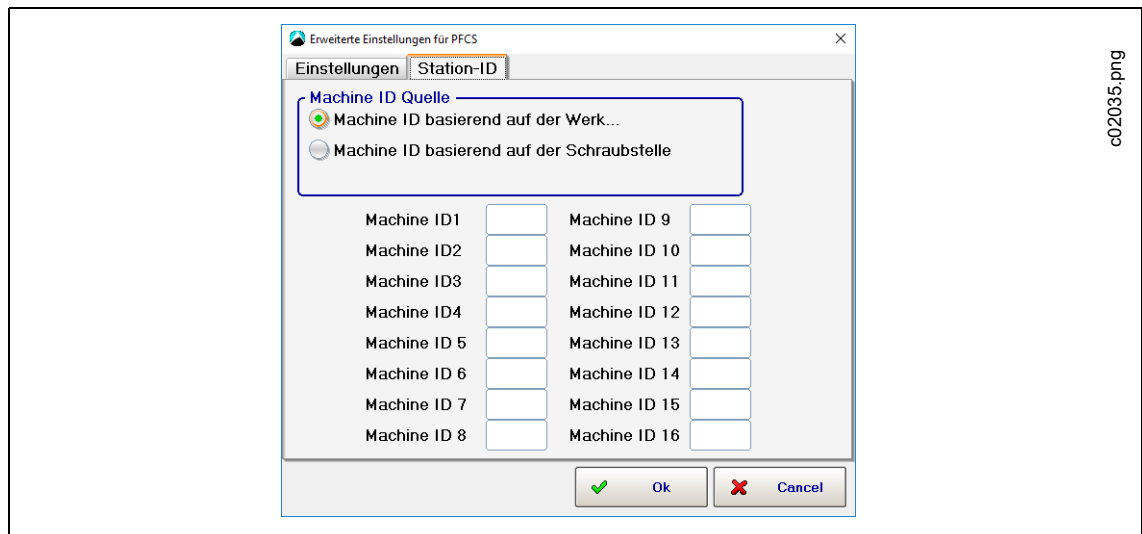 Erweiterte Einstellungen für PFCS
Einstellungen Station-ID
Machine ID Quelle
Machine ID basierend auf der Werk...
Machine ID basierend auf der Schraubstelle
Machine ID1 Machine ID 9
Machine ID2 Machine ID 10
Machine ID3 Machine ID 11
Machine ID4 Machine ID 12
Machine ID 5 Machine ID 13
Machine ID 6 Machine ID 14
Machine ID 7 Machine ID 15
Machine ID 8 Machine ID 16
Ok Cancel
c02035.png